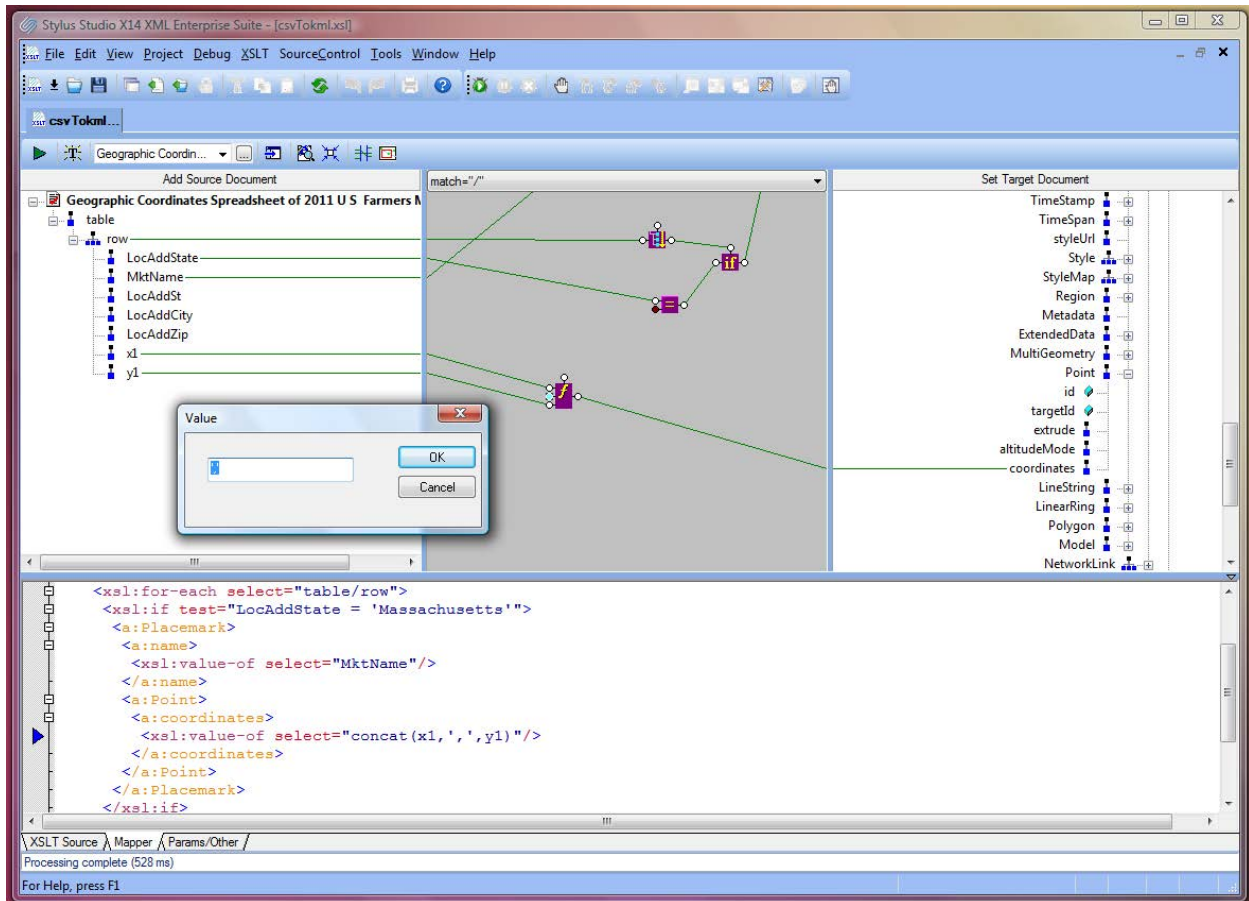 Stylus Studio X14 XML Enterprise Suite - [csvTokml.xsl]
File Edit View Project Debug XSLT SourceControl Tools Window Help
csvTokml...
Geographic Coordin... ...
Add Source Document
match="/"
Set Target Document
Geographic Coordinates Spreadsheet of 2011 U S Farmers M
table
row
LocAddState
MktName
LocAddSt
LocAddCity
LocAddZip
x1
y1
if
=
f
TimeStamp
TimeSpan
styleUrl
Style
StyleMap
Region
Metadata
ExtendedData
MultiGeometry
Point
id
targetId
extrude
altitudeMode
coordinates
LineString
LinearRing
Polygon
Model
NetworkLink
Value
','
OK
Cancel
<xsl:for-each select="table/row">
<xsl:if test="LocAddState = 'Massachusetts'">
<a:Placemark>
<a:name>
<xsl:value-of select="MktName"/>
</a:name>
<a:Point>
<a:coordinates>
<xsl:value-of select="concat(x1,',',y1)"/>
</a:coordinates>
</a:Point>
</a:Placemark>
</xsl:if>
XSLT Source Mapper Params/Other
Processing complete (528 ms)
For Help, press F1